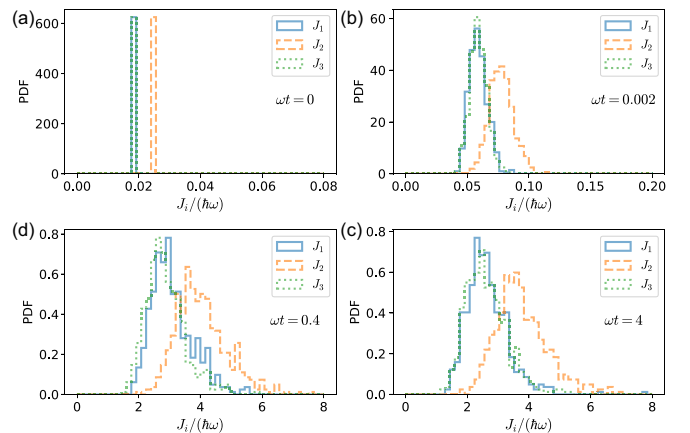 (a)
600
400
200
0
PDF
J₁
J₂
J₃
ωt = 0
0.00 0.02 0.04 0.06 0.08
Jᵢ/(ħω)
(b)
60
40
20
0
PDF
J₁
J₂
J₃
ωt = 0.002
0.00 0.05 0.10 0.15 0.20
Jᵢ/(ħω)
(d)
0.8
0.6
0.4
0.2
0.0
PDF
J₁
J₂
J₃
ωt = 0.4
0 2 4 6 8
Jᵢ/(ħω)
(c)
0.8
0.6
0.4
0.2
0.0
PDF
J₁
J₂
J₃
ωt = 4
0 2 4 6 8
Jᵢ/(ħω)